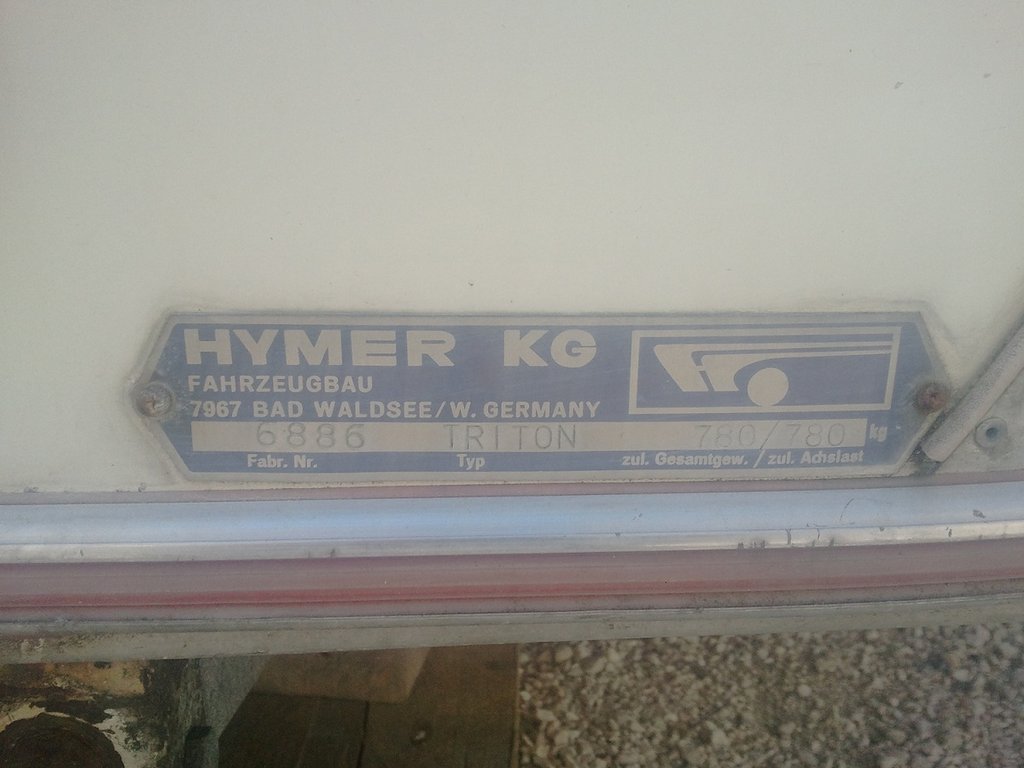 HYMER KG
FAHRZEUGBAU
7967 BAD WALDSEE/W. GERMANY
6886 TRITON 780/780 kg
Fabr. Nr. Typ zul. Gesamtgew./zul. Achslast